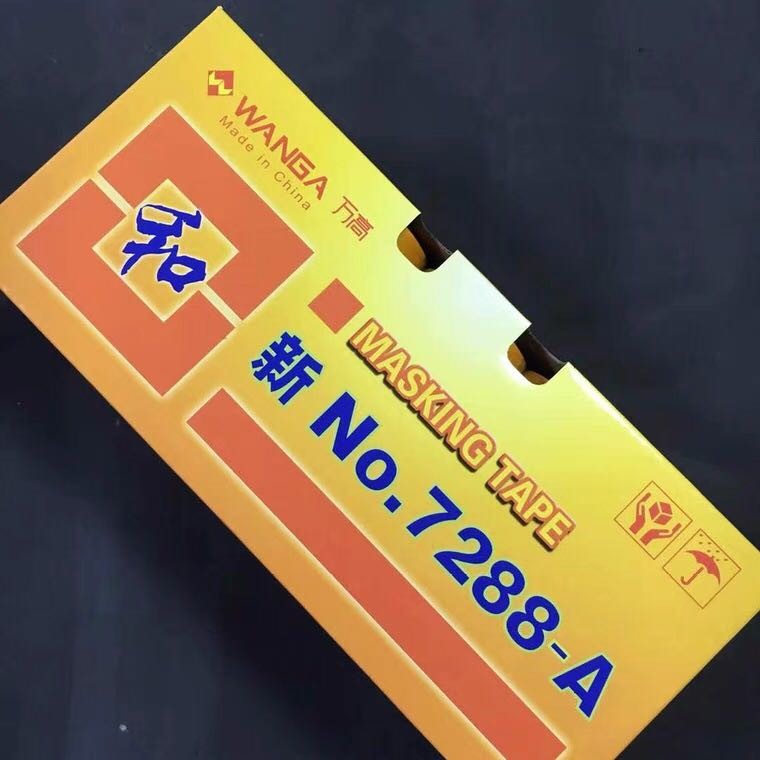 WANGA 万高
Made in China
和
MASKING TAPE
新 No.7288-A